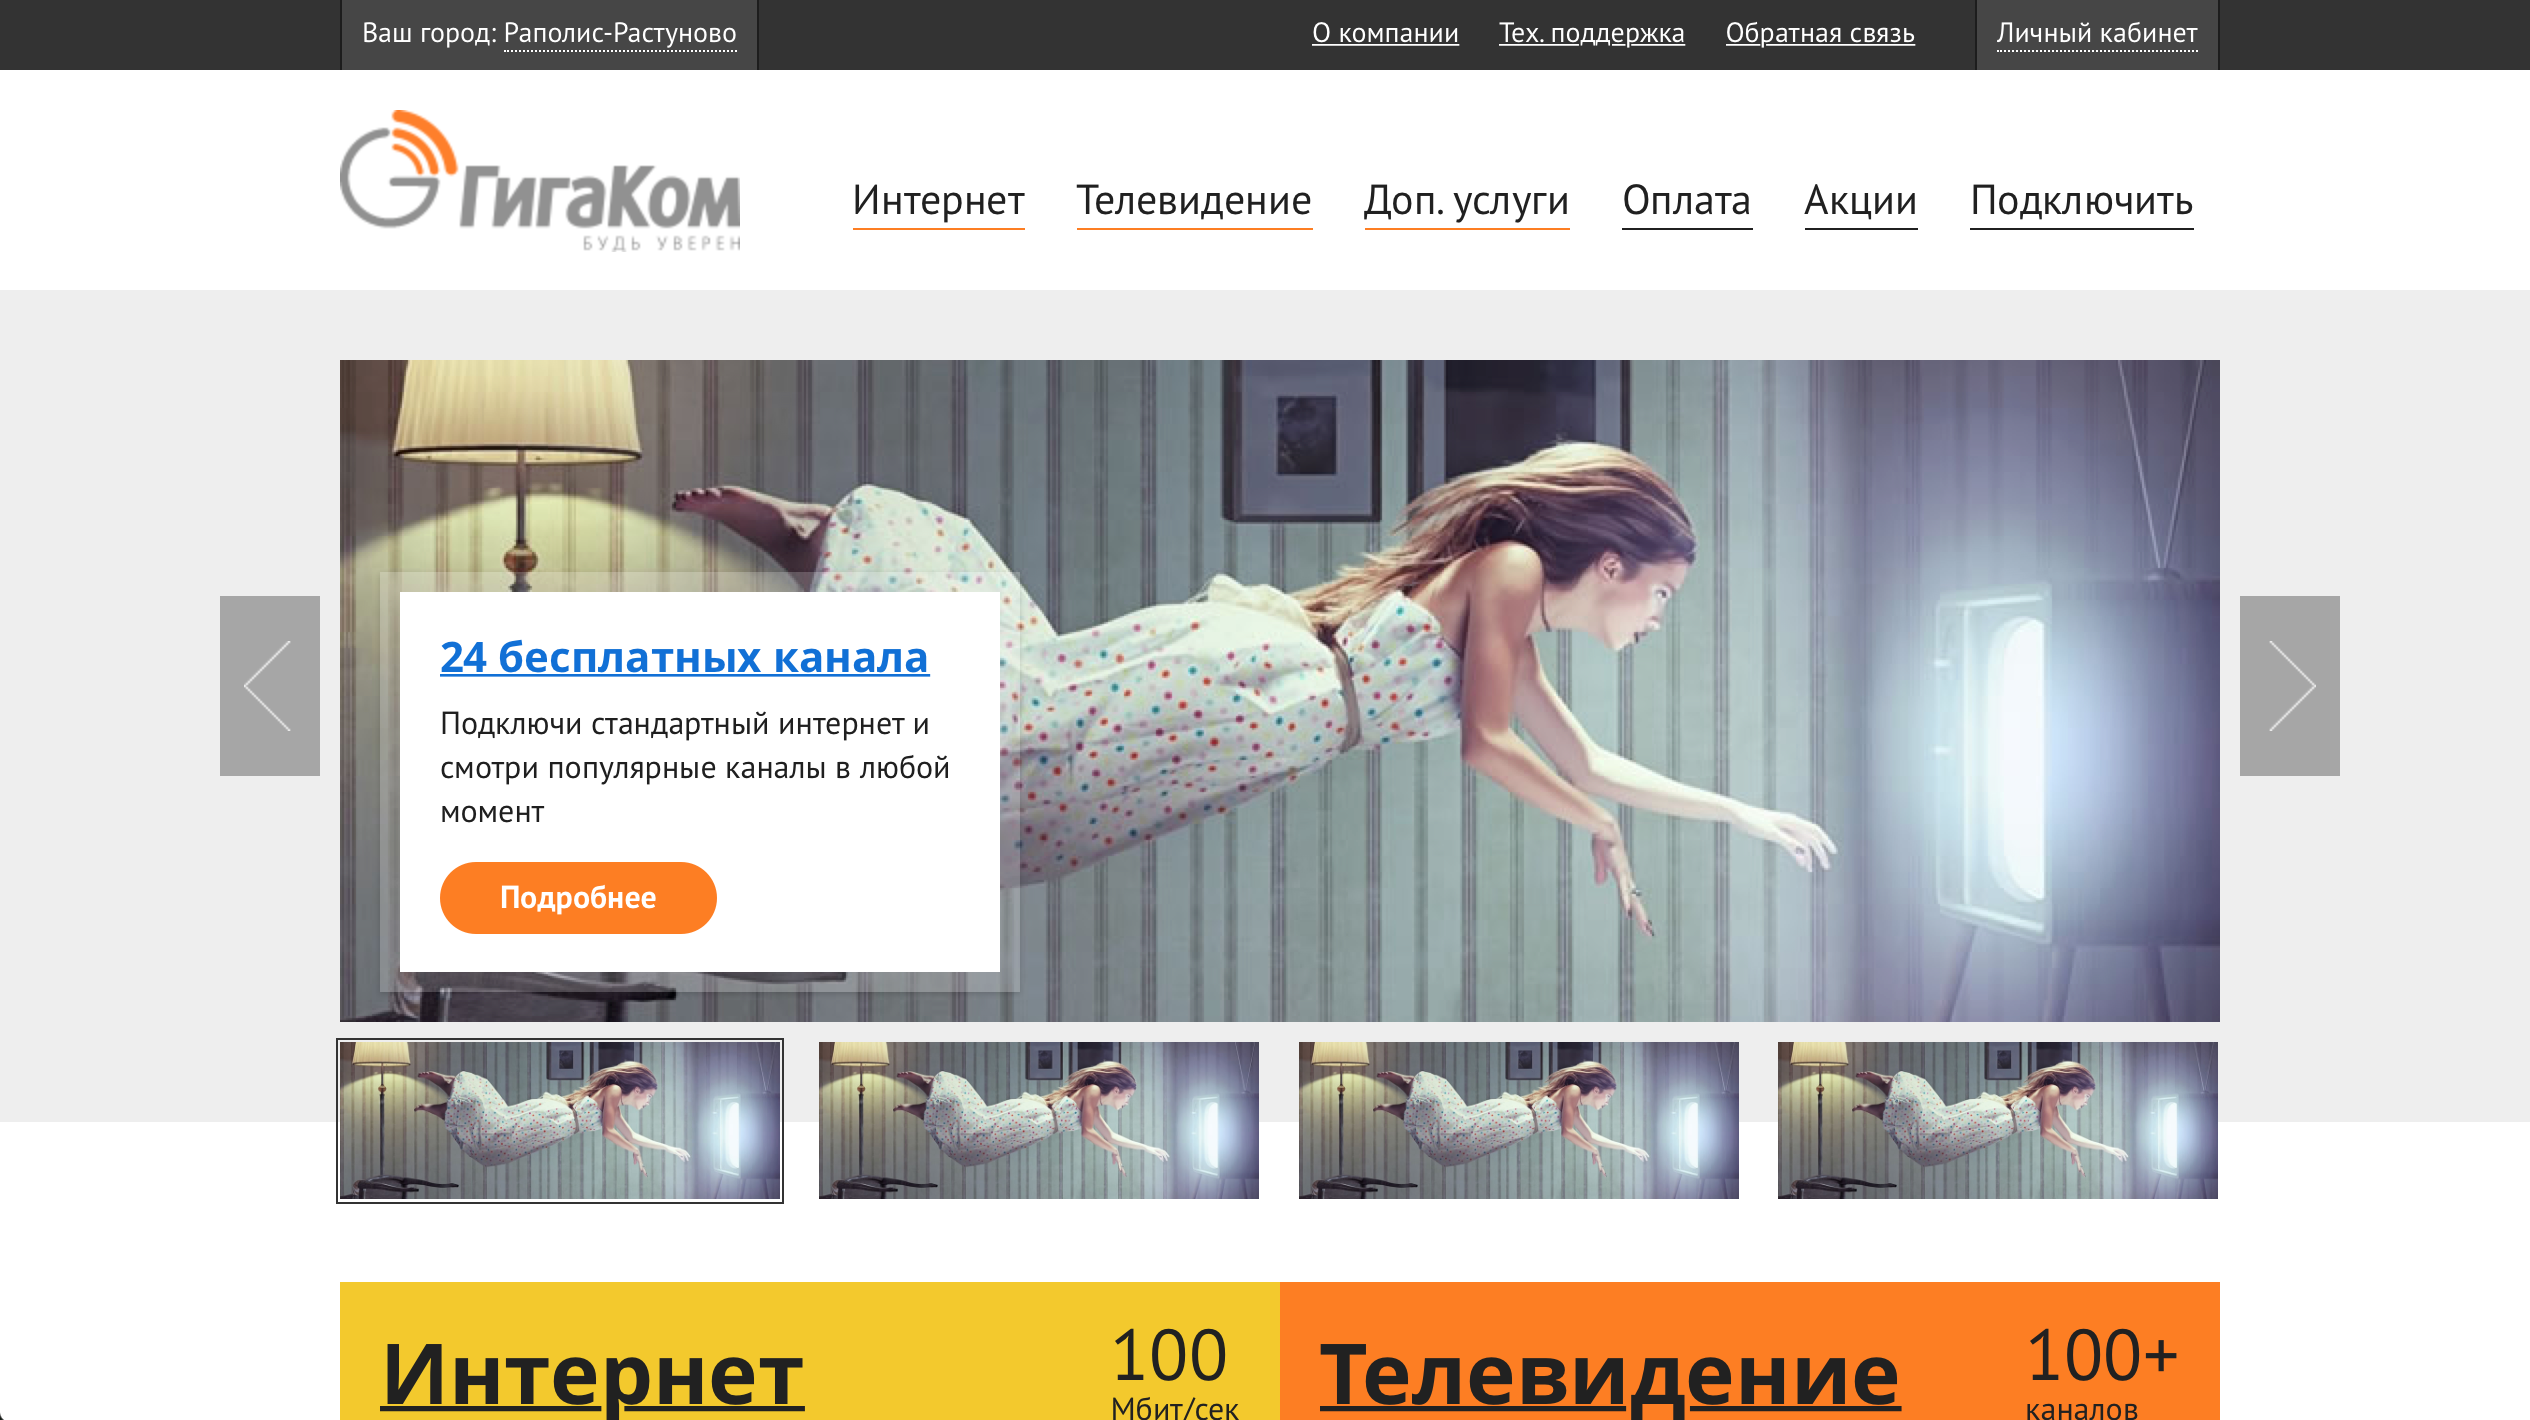 Ваш город: Раполис-Растуново
О компании Тех. поддержка Обратная связь Личный кабинет
ГигаКом
БУДЬ УВЕРЕН
Интернет Телевидение Доп. услуги Оплата Акции Подключить
24 бесплатных канала
Подключи стандартный интернет и
смотри популярные каналы в любой
момент
Подробнее
Интернет
100
Мбит/сек
Телевидение
100+
каналов